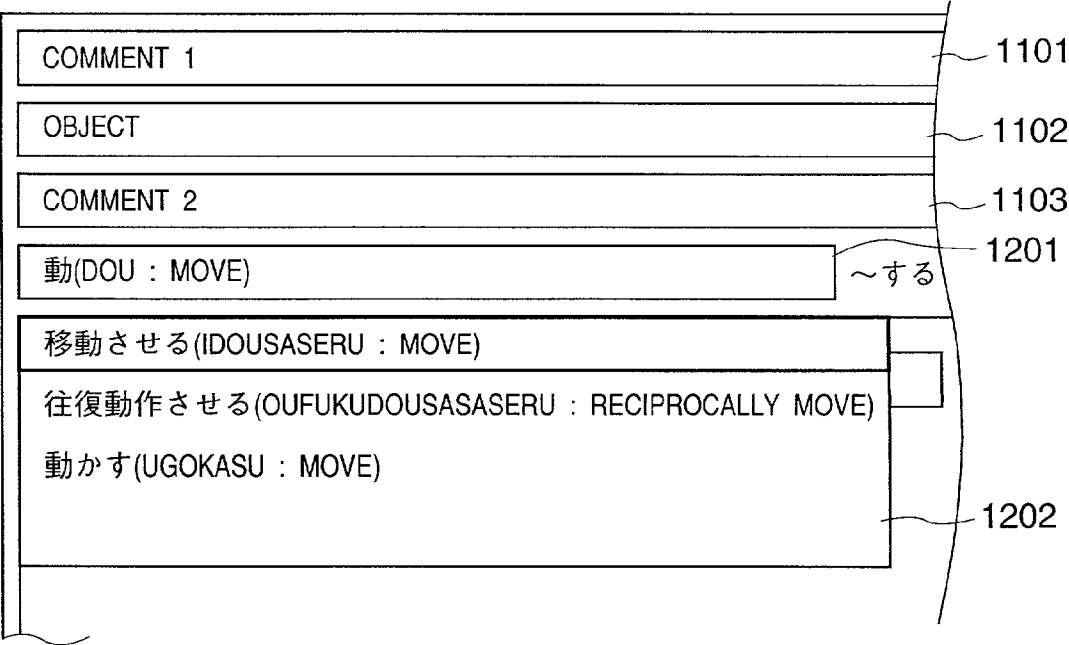 COMMENT 1 1101
OBJECT 1102
COMMENT 2 1103
1201
動(DOU : MOVE) ～する
移動させる(IDOUSASERU : MOVE)
往復動作させる(OUFUKUDOUSASASERU : RECIPROCALLY MOVE)
動かす(UGOKASU : MOVE)
1202